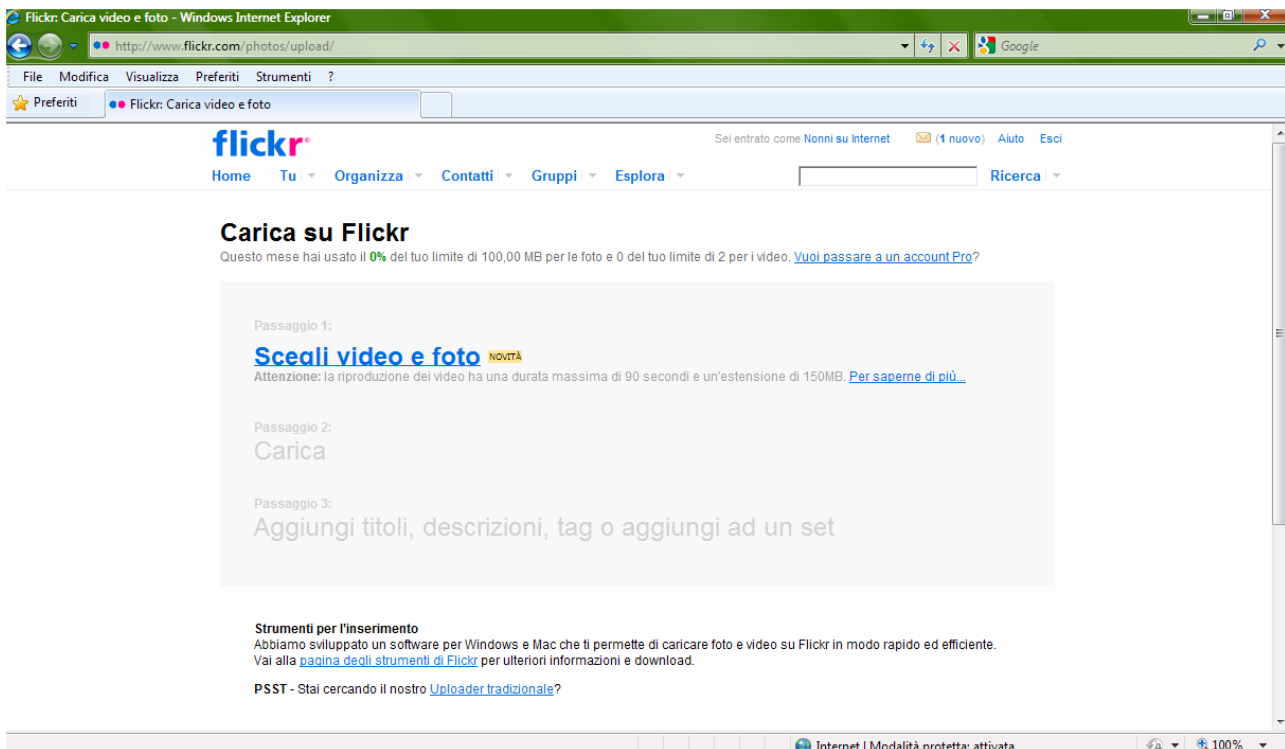 Flickr: Carica video e foto - Windows Internet Explorer
http://www.flickr.com/photos/upload/
Google
File Modifica Visualizza Preferiti Strumenti ?
Preferiti
Flickr: Carica video e foto
flickr
Sei entrato come Nonni su Internet (1 nuovo) Aiuto Esci
Home Tu Organizza Contatti Gruppi Esplora Ricerca
Carica su Flickr
Questo mese hai usato il 0% del tuo limite di 100,00 MB per le foto e 0 del tuo limite di 2 per i video. Vuoi passare a un account Pro?
Passaggio 1:
Scegli video e foto NOVITÀ
Attenzione: la riproduzione dei video ha una durata massima di 90 secondi e un'estensione di 150MB. Per saperne di più...
Passaggio 2:
Carica
Passaggio 3:
Aggiungi titoli, descrizioni, tag o aggiungi ad un set
Strumenti per l'inserimento
Abbiamo sviluppato un software per Windows e Mac che ti permette di caricare foto e video su Flickr in modo rapido ed efficiente.
Vai alla pagina degli strumenti di Flickr per ulteriori informazioni e download.
PSST - Stai cercando il nostro Uploader tradizionale?
Internet | Modalità protetta: attivata
100%